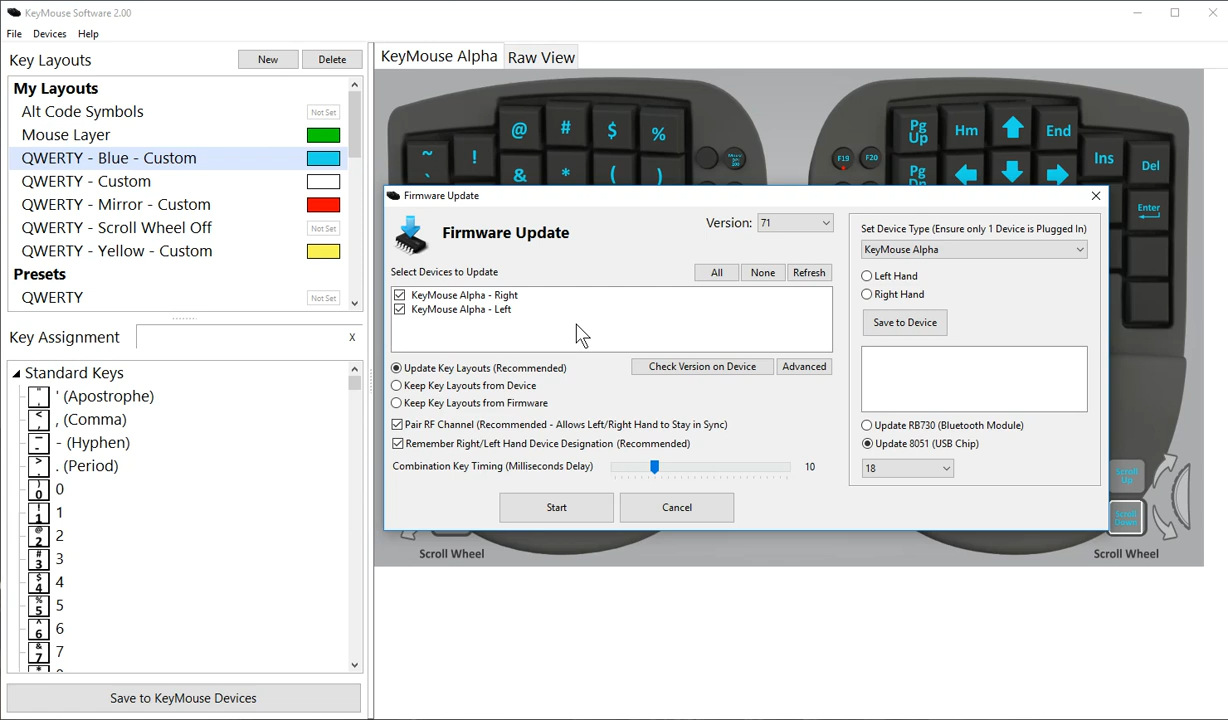 KeyMouse Software 2.00
File Devices Help
Key Layouts New Delete
My Layouts
Alt Code Symbols Not Set
Mouse Layer
QWERTY - Blue - Custom
QWERTY - Custom
QWERTY - Mirror - Custom
QWERTY - Scroll Wheel Off Not Set
QWERTY - Yellow - Custom
Presets
QWERTY Not Set
Key Assignment x
Standard Keys
' (Apostrophe)
, (Comma)
- (Hyphen)
. (Period)
0
1
2
3
4
5
6
7
Save to KeyMouse Devices
KeyMouse Alpha Raw View
~ ! @ # $ %
` & * ( )
F19 F20 Pg Up Hm End Ins Del
Pg Dn Enter
Firmware Update
Firmware Update
Version: 71
Select Devices to Update All None Refresh
KeyMouse Alpha - Right
KeyMouse Alpha - Left
Update Key Layouts (Recommended) Check Version on Device Advanced
Keep Key Layouts from Device
Keep Key Layouts from Firmware
Pair RF Channel (Recommended - Allows Left/Right Hand to Stay in Sync)
Remember Right/Left Hand Device Designation (Recommended)
Combination Key Timing (Milliseconds Delay) 10
Start Cancel
Set Device Type (Ensure only 1 Device is Plugged In)
KeyMouse Alpha
Left Hand
Right Hand
Save to Device
Update RB730 (Bluetooth Module)
Update 8051 (USB Chip)
18
Scroll Up
Scroll Down
Scroll Wheel Scroll Wheel